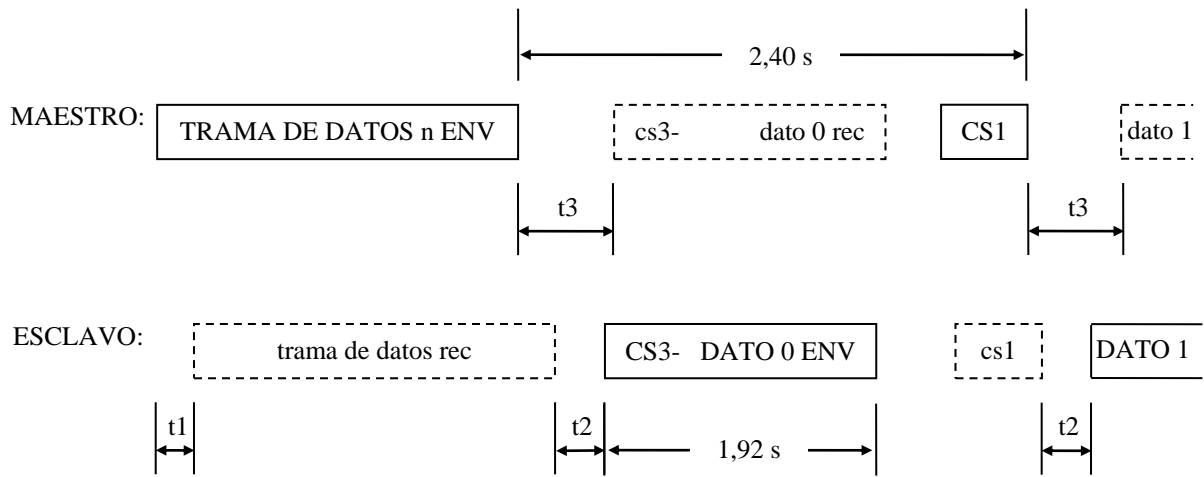 2,40 s
MAESTRO:
TRAMA DE DATOS n ENV
cs3- dato 0 rec
CS1
dato 1
t3
t3
ESCLAVO:
trama de datos rec
CS3- DATO 0 ENV
cs1
DATO 1
t1
t2
1,92 s
t2